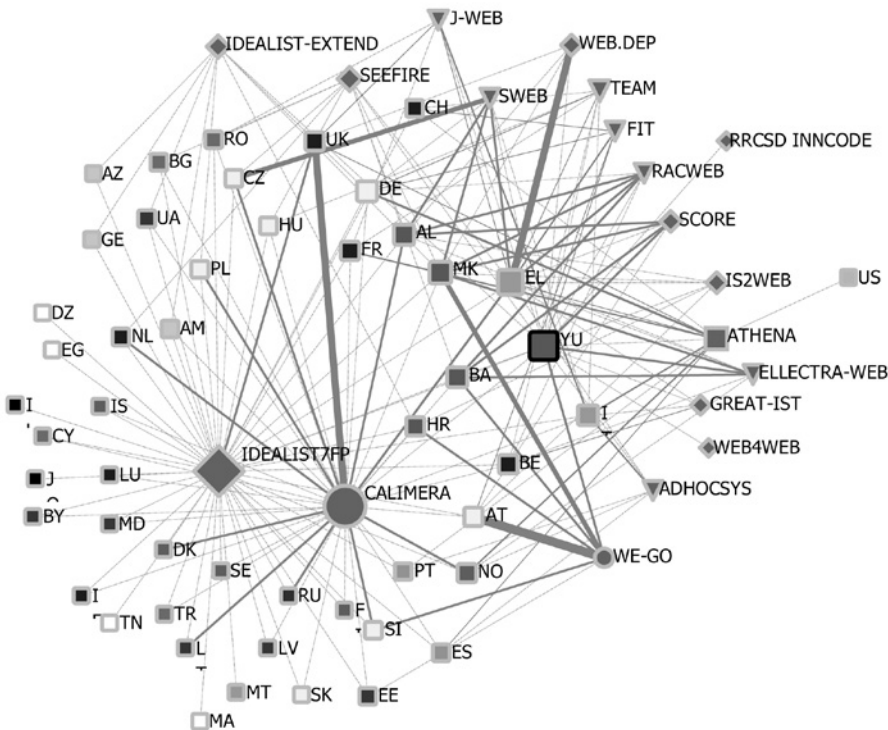 J-WEB
IDEALIST-EXTEND
WEB.DEP
SEEFIRE
TEAM
SWEB
CH
FIT
RO
UK
RRCSD INNCODE
BG
AZ
CZ
RACWEB
DE
UA
HU
SCORE
AL
GE
FR
PL
MK
EL
IS2WEB
US
DZ
AM
NL
YU
ATHENA
EG
BA
ELLECTRA-WEB
I
IS
GREAT-IST
I
HR
CY
WEB4WEB
IDEALIST7FP
BE
LU
J
CALIMERA
ADHOCSYS
BY
MD
AT
DK
WE-GO
SE
PT
NO
I
RU
TN
TR
F
SI
L
LV
ES
MT
SK
EE
MA